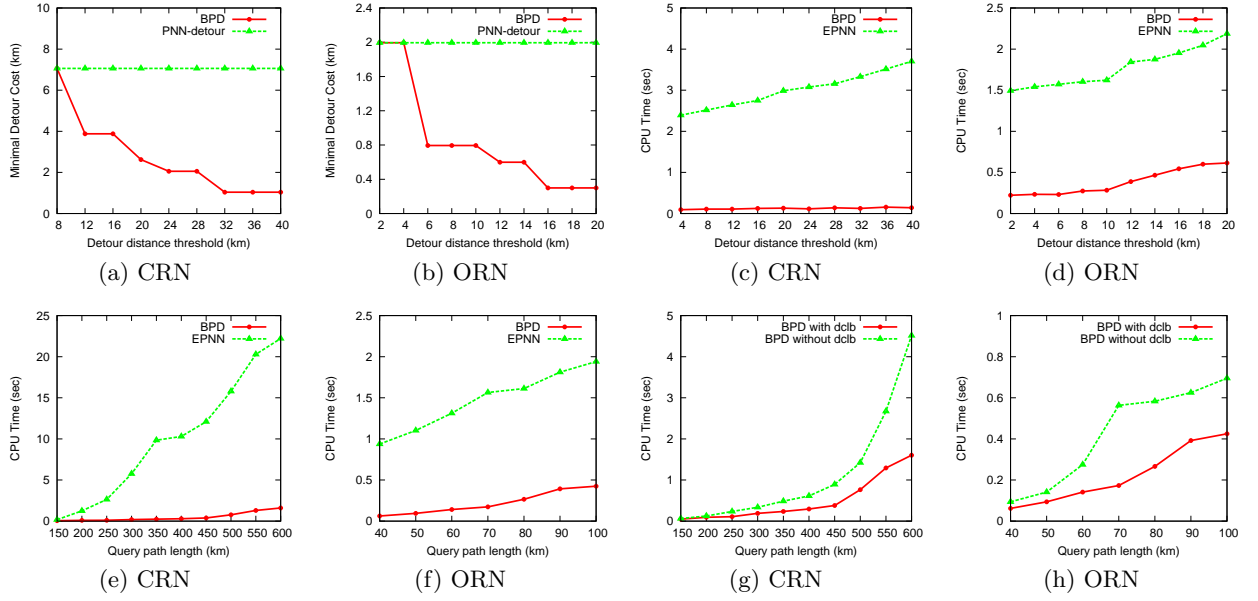 10
8
6
4
2
0
8 12 16 20 24 28 32 36 40
Minimal Detour Cost (km)
Detour distance threshold (km)
BPD
PNN-detour
(a) CRN
2.4
2
1.6
1.2
0.8
0.4
0
2 4 6 8 10 12 14 16 18 20
Minimal Detour Cost (km)
Detour distance threshold (km)
BPD
PNN-detour
(b) ORN
5
4
3
2
1
0
4 8 12 16 20 24 28 32 36 40
CPU Time (sec)
Detour distance threshold (km)
BPD
EPNN
(c) CRN
2.5
2
1.5
1
0.5
0
2 4 6 8 10 12 14 16 18 20
CPU Time (sec)
Detour distance threshold (km)
BPD
EPNN
(d) ORN
25
20
15
10
5
0
150 200 250 300 350 400 450 500 550 600
CPU Time (sec)
Query path length (km)
BPD
EPNN
(e) CRN
2.5
2
1.5
1
0.5
0
40 50 60 70 80 90 100
CPU Time (sec)
Query path length (km)
BPD
EPNN
(f) ORN
5
4
3
2
1
0
150 200 250 300 350 400 450 500 550 600
CPU Time (sec)
Query path length (km)
BPD with dclb
BPD without dclb
(g) CRN
1
0.8
0.6
0.4
0.2
0
40 50 60 70 80 90 100
CPU Time (sec)
Query path length (km)
BPD with dclb
BPD without dclb
(h) ORN